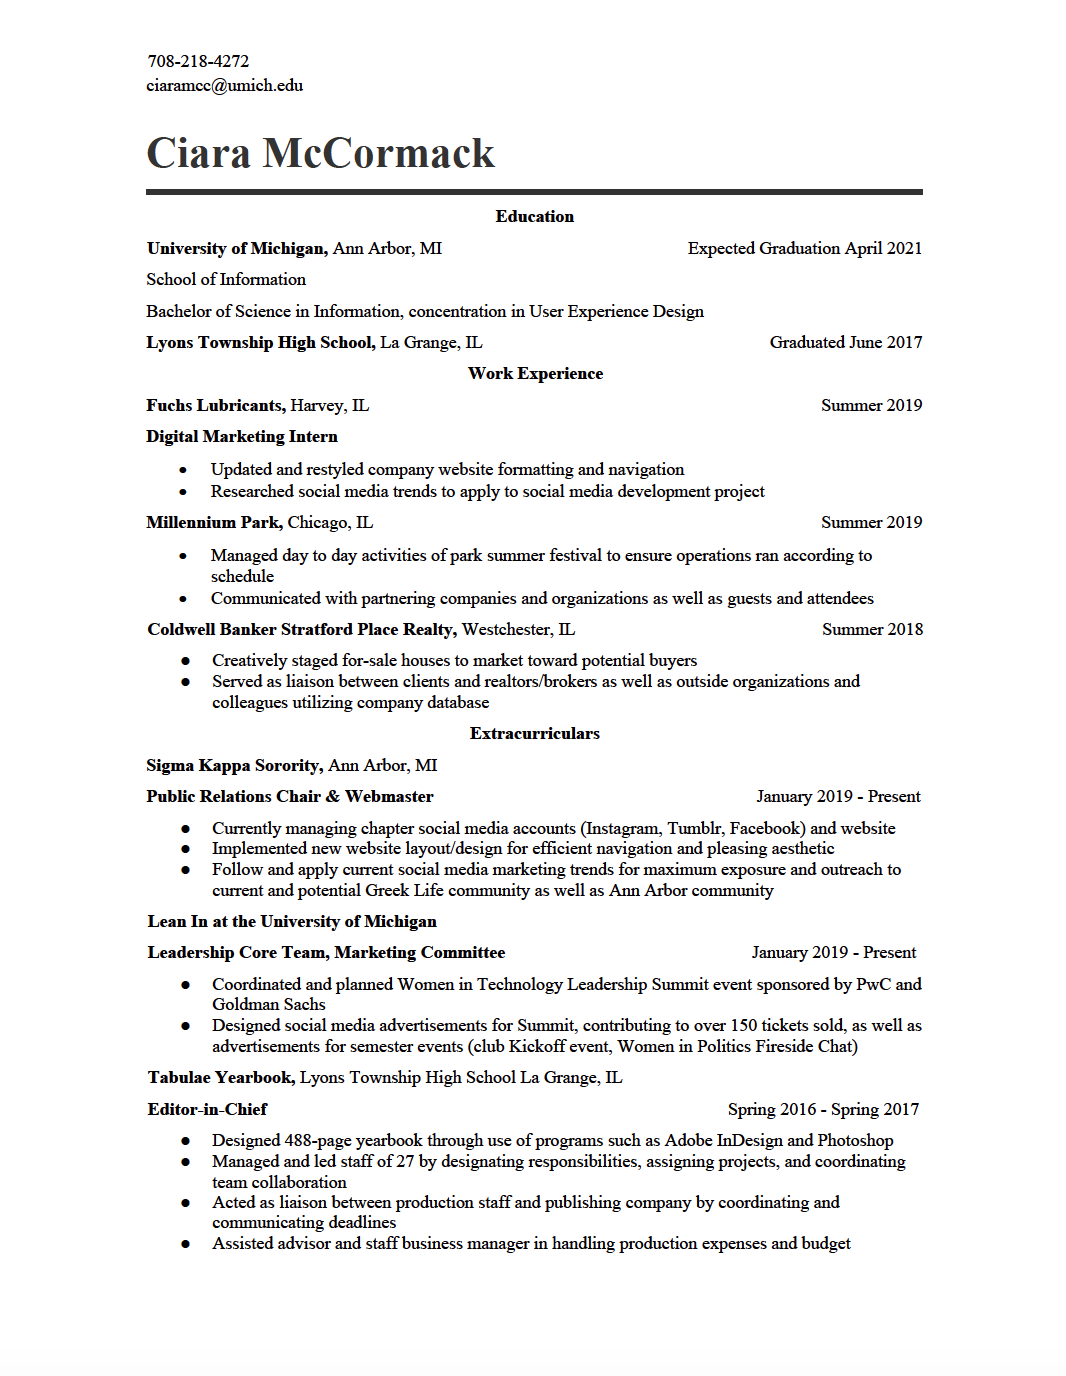 708-218-4272
ciaramcc@umich.edu
Ciara McCormack
Education
University of Michigan, Ann Arbor, MI Expected Graduation April 2021
School of Information
Bachelor of Science in Information, concentration in User Experience Design
Lyons Township High School, La Grange, IL Graduated June 2017
Work Experience
Fuchs Lubricants, Harvey, IL Summer 2019
Digital Marketing Intern
● Updated and restyled company website formatting and navigation
● Researched social media trends to apply to social media development project
Millennium Park, Chicago, IL Summer 2019
● Managed day to day activities of park summer festival to ensure operations ran according to
schedule
● Communicated with partnering companies and organizations as well as guests and attendees
Coldwell Banker Stratford Place Realty, Westchester, IL Summer 2018
● Creatively staged for-sale houses to market toward potential buyers
● Served as liaison between clients and realtors/brokers as well as outside organizations and
colleagues utilizing company database
Extracurriculars
Sigma Kappa Sorority, Ann Arbor, MI
Public Relations Chair & Webmaster January 2019 - Present
● Currently managing chapter social media accounts (Instagram, Tumblr, Facebook) and website
● Implemented new website layout/design for efficient navigation and pleasing aesthetic
● Follow and apply current social media marketing trends for maximum exposure and outreach to
current and potential Greek Life community as well as Ann Arbor community
Lean In at the University of Michigan
Leadership Core Team, Marketing Committee January 2019 - Present
● Coordinated and planned Women in Technology Leadership Summit event sponsored by PwC and
Goldman Sachs
● Designed social media advertisements for Summit, contributing to over 150 tickets sold, as well as
advertisements for semester events (club Kickoff event, Women in Politics Fireside Chat)
Tabulae Yearbook, Lyons Township High School La Grange, IL
Editor-in-Chief Spring 2016 - Spring 2017
● Designed 488-page yearbook through use of programs such as Adobe InDesign and Photoshop
● Managed and led staff of 27 by designating responsibilities, assigning projects, and coordinating
team collaboration
● Acted as liaison between production staff and publishing company by coordinating and
communicating deadlines
● Assisted advisor and staff business manager in handling production expenses and budget